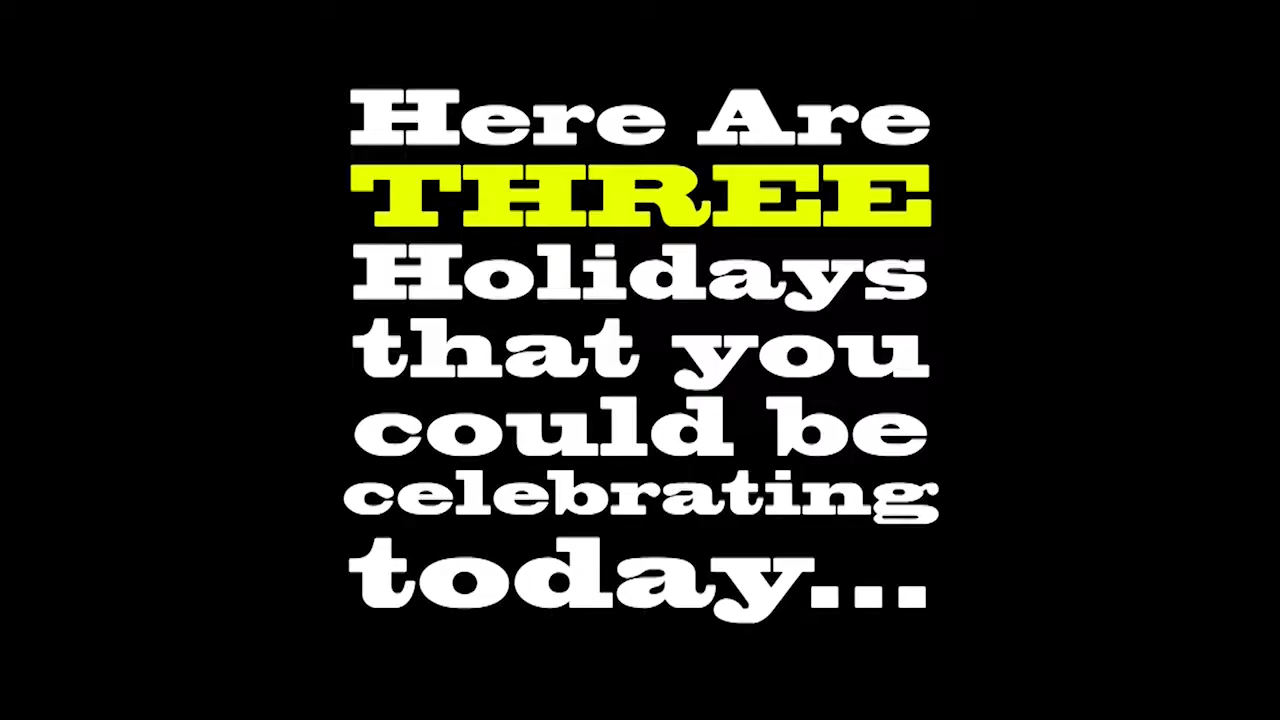 Here Are
THREE
Holidays
that you
could be
celebrating
today...